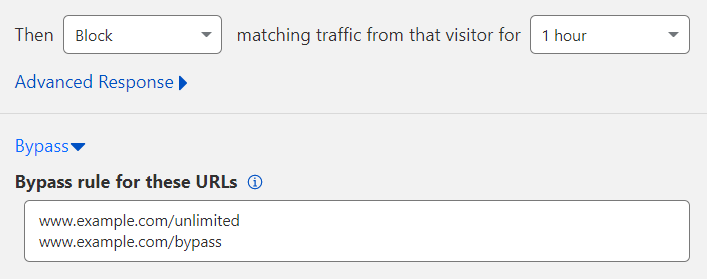 Then Block matching traffic from that visitor for 1 hour
Advanced Response
Bypass
Bypass rule for these URLs
www.example.com/unlimited
www.example.com/bypass